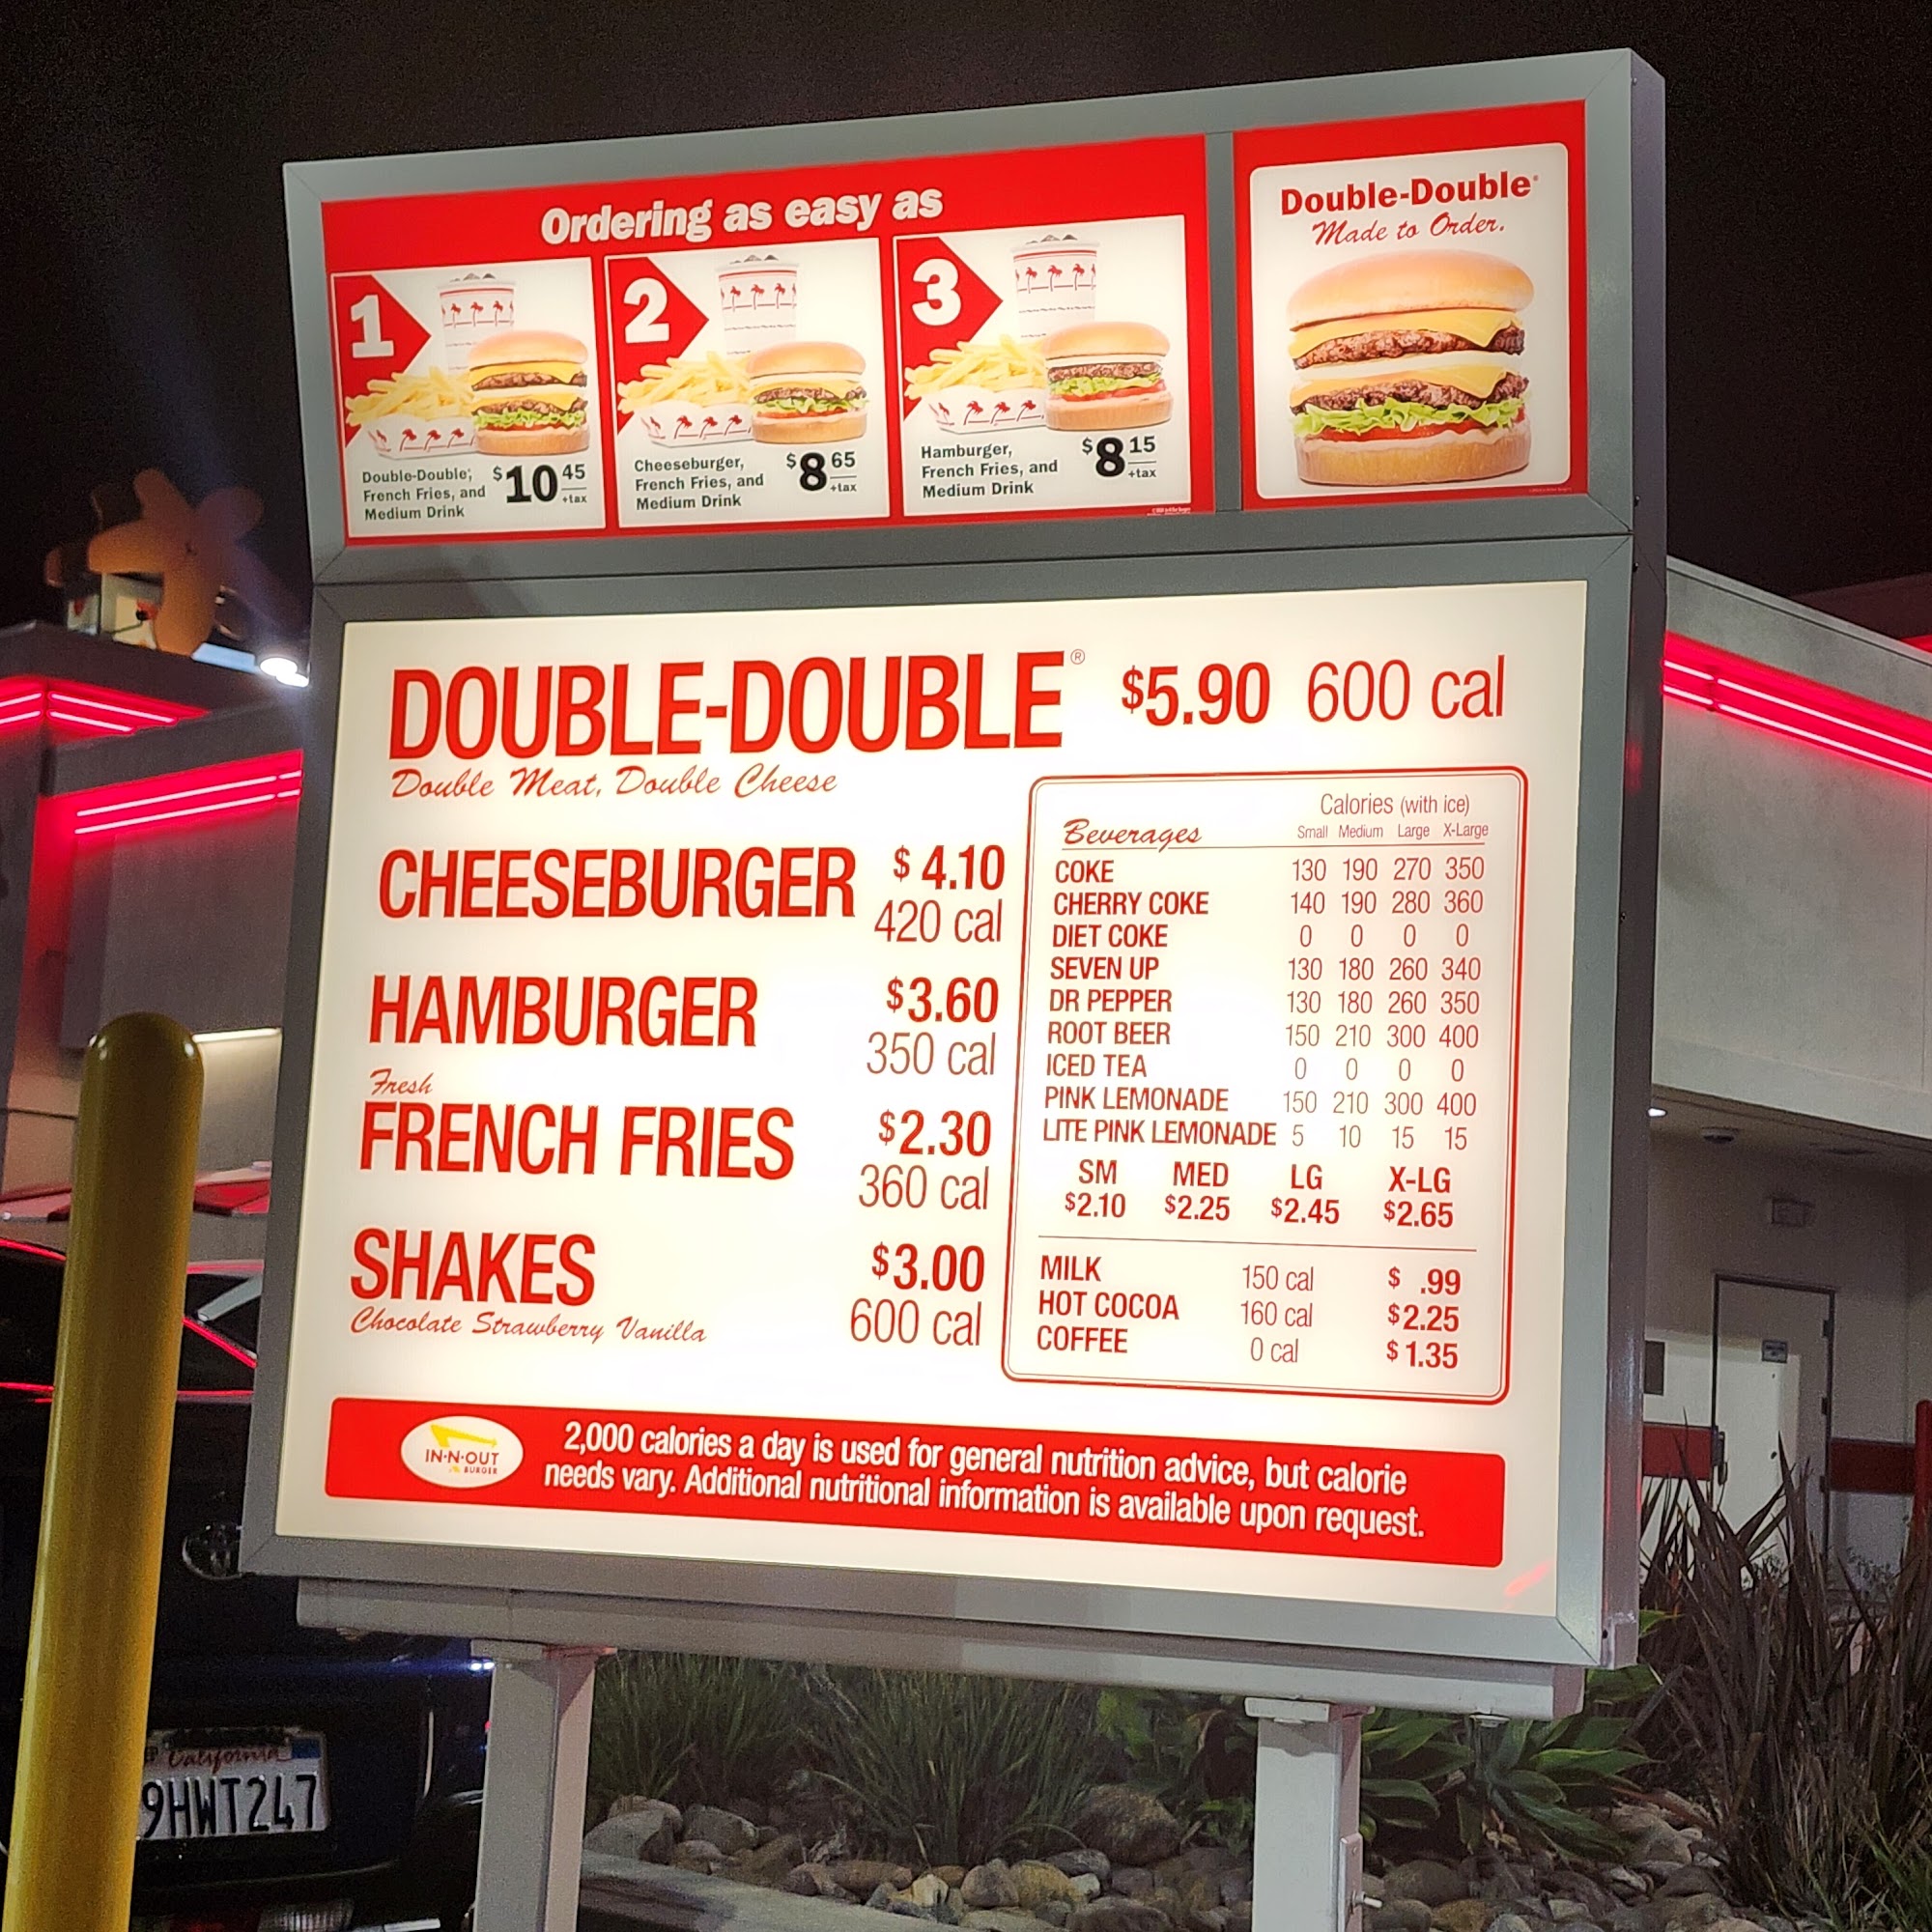 Ordering as easy as
1
Double-Double®,
French Fries, and
Medium Drink
$10 45
+tax
2
Cheeseburger,
French Fries, and
Medium Drink
$8 65
+tax
3
Hamburger,
French Fries, and
Medium Drink
$8 15
+tax
Double-Double®
Made to Order.
DOUBLE-DOUBLE® $5.90 600 cal
Double Meat, Double Cheese
CHEESEBURGER $4.10
420 cal
HAMBURGER $3.60
350 cal
Fresh
FRENCH FRIES $2.30
360 cal
SHAKES $3.00
Chocolate Strawberry Vanilla 600 cal
Calories (with ice)
Beverages Small Medium Large X-Large
COKE 130 190 270 350
CHERRY COKE 140 190 280 360
DIET COKE 0 0 0 0
SEVEN UP 130 180 260 340
DR PEPPER 130 180 260 350
ROOT BEER 150 210 300 400
ICED TEA 0 0 0 0
PINK LEMONADE 150 210 300 400
LITE PINK LEMONADE 5 10 15 15
SM MED LG X-LG
$2.10 $2.25 $2.45 $2.65
MILK 150 cal $ .99
HOT COCOA 160 cal $2.25
COFFEE 0 cal $1.35
IN-N-OUT
BURGER
2,000 calories a day is used for general nutrition advice, but calorie
needs vary. Additional nutritional information is available upon request.
California
9HWT247